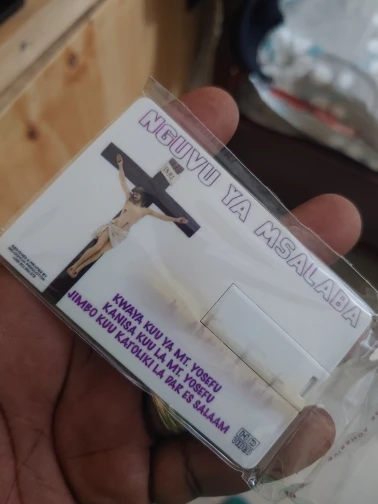 NGUVU YA MSALABA
INRI
KWAYA KUU YA MT. YOSEFU
KANISA KUU LA MT. YOSEFU
JIMBO KUU KATOLIKI LA DAR ES SALAAM